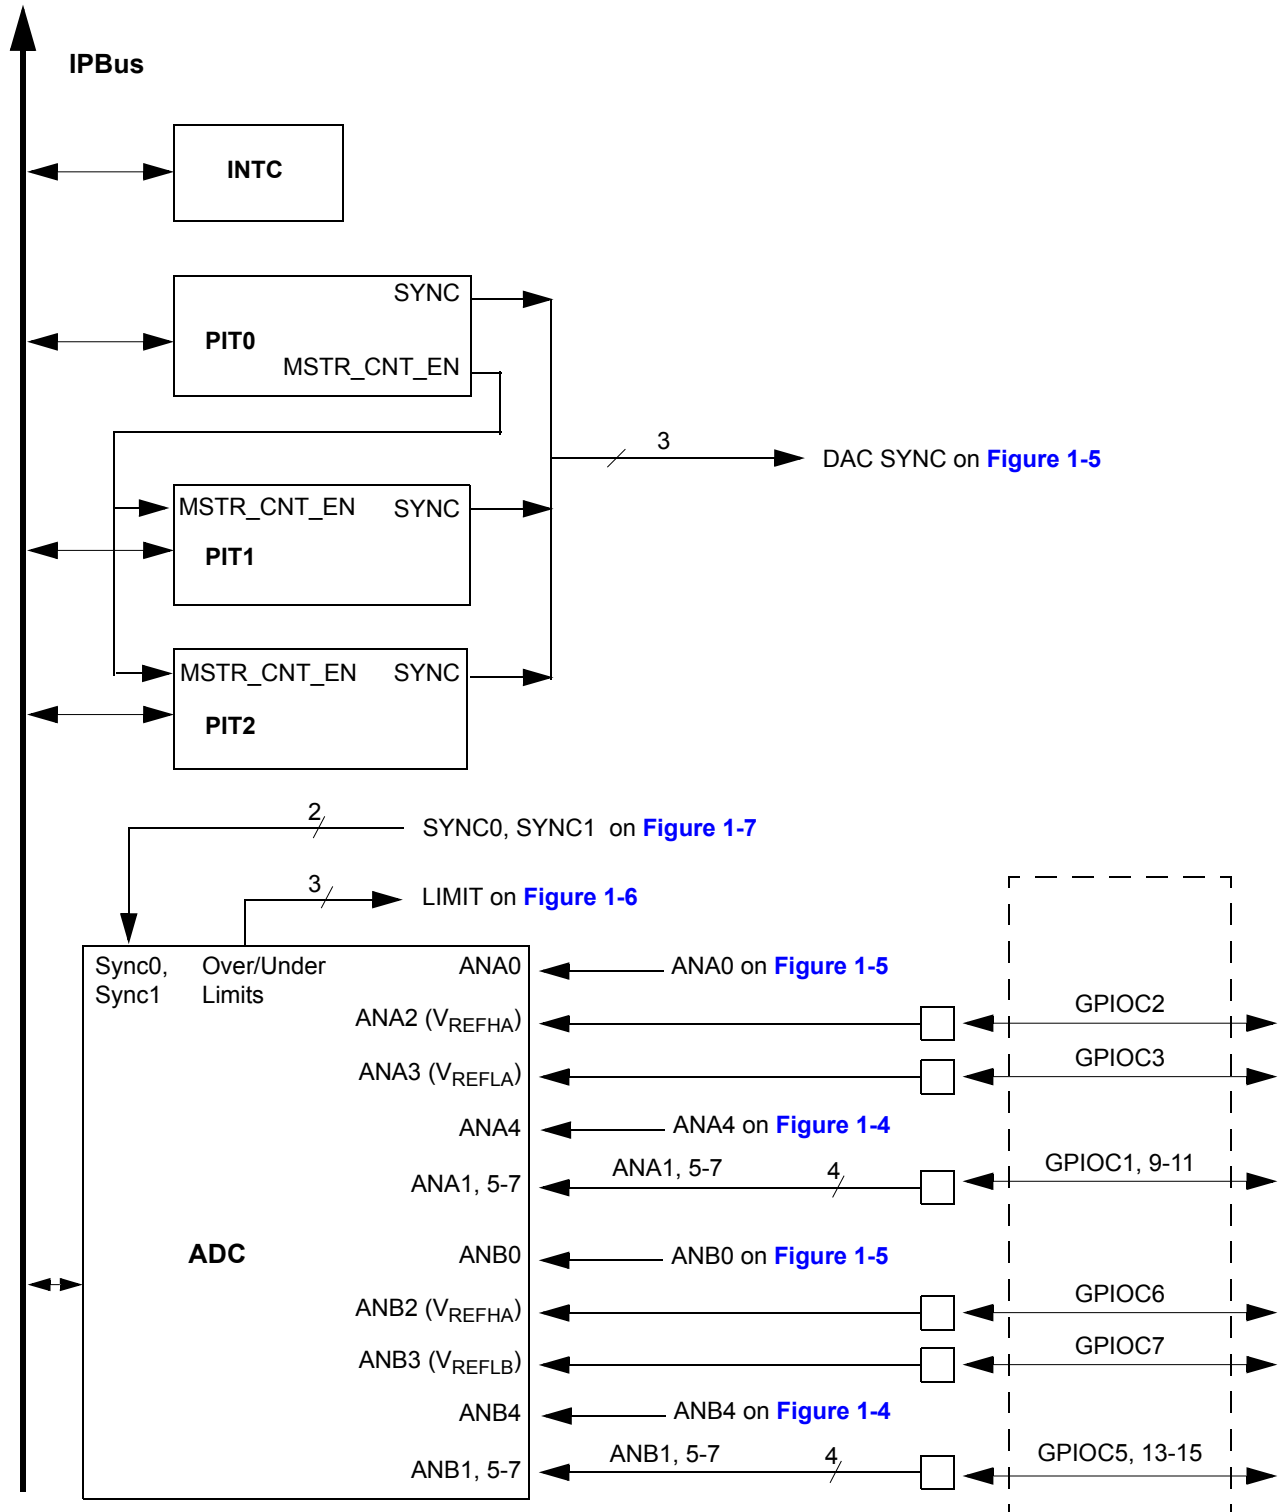 IPBus
INTC
SYNC
PIT0
MSTR_CNT_EN
3
DAC SYNC on Figure 1-5
MSTR_CNT_EN SYNC
PIT1
MSTR_CNT_EN SYNC
PIT2
2
SYNC0, SYNC1 on Figure 1-7
3
LIMIT on Figure 1-6
Sync0, Over/Under
Sync1 Limits
ANA0
ANA0 on Figure 1-5
ANA2 (VREFHA)
GPIOC2
ANA3 (VREFLA)
GPIOC3
ANA4
ANA4 on Figure 1-4
ANA1, 5-7
ANA1, 5-7
4
GPIOC1, 9-11
ADC
ANB0
ANB0 on Figure 1-5
ANB2 (VREFHA)
GPIOC6
ANB3 (VREFLB)
GPIOC7
ANB4
ANB4 on Figure 1-4
ANB1, 5-7
ANB1, 5-7
4
GPIOC5, 13-15